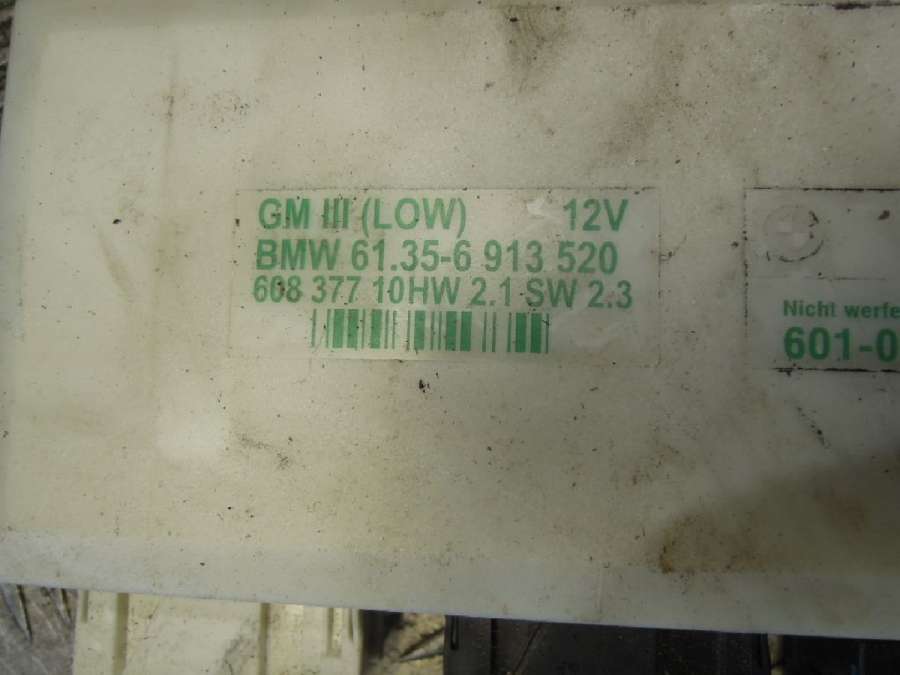 GM III (LOW) 12V
BMW 61.35-6 913 520
608 377 10HW 2.1 SW 2.3
Nicht werfe
601-0